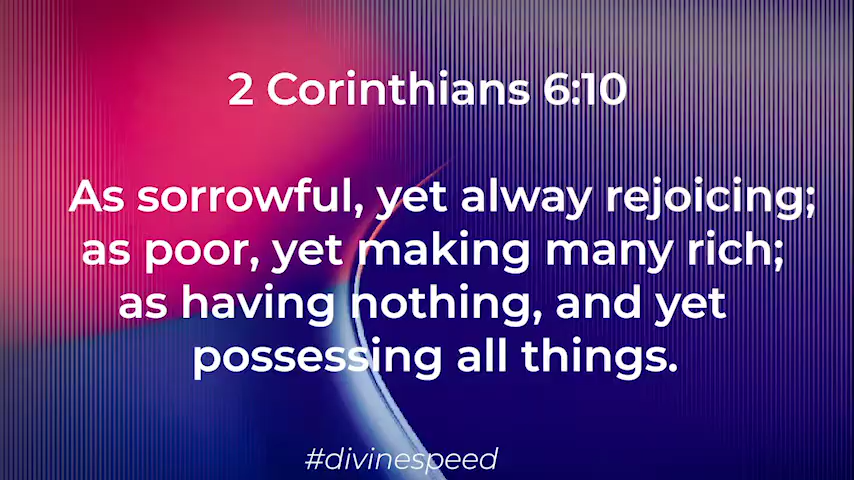 2 Corinthians 6:10
As sorrowful, yet alway rejoicing;
as poor, yet making many rich;
as having nothing, and yet
possessing all things.
#divinespeed